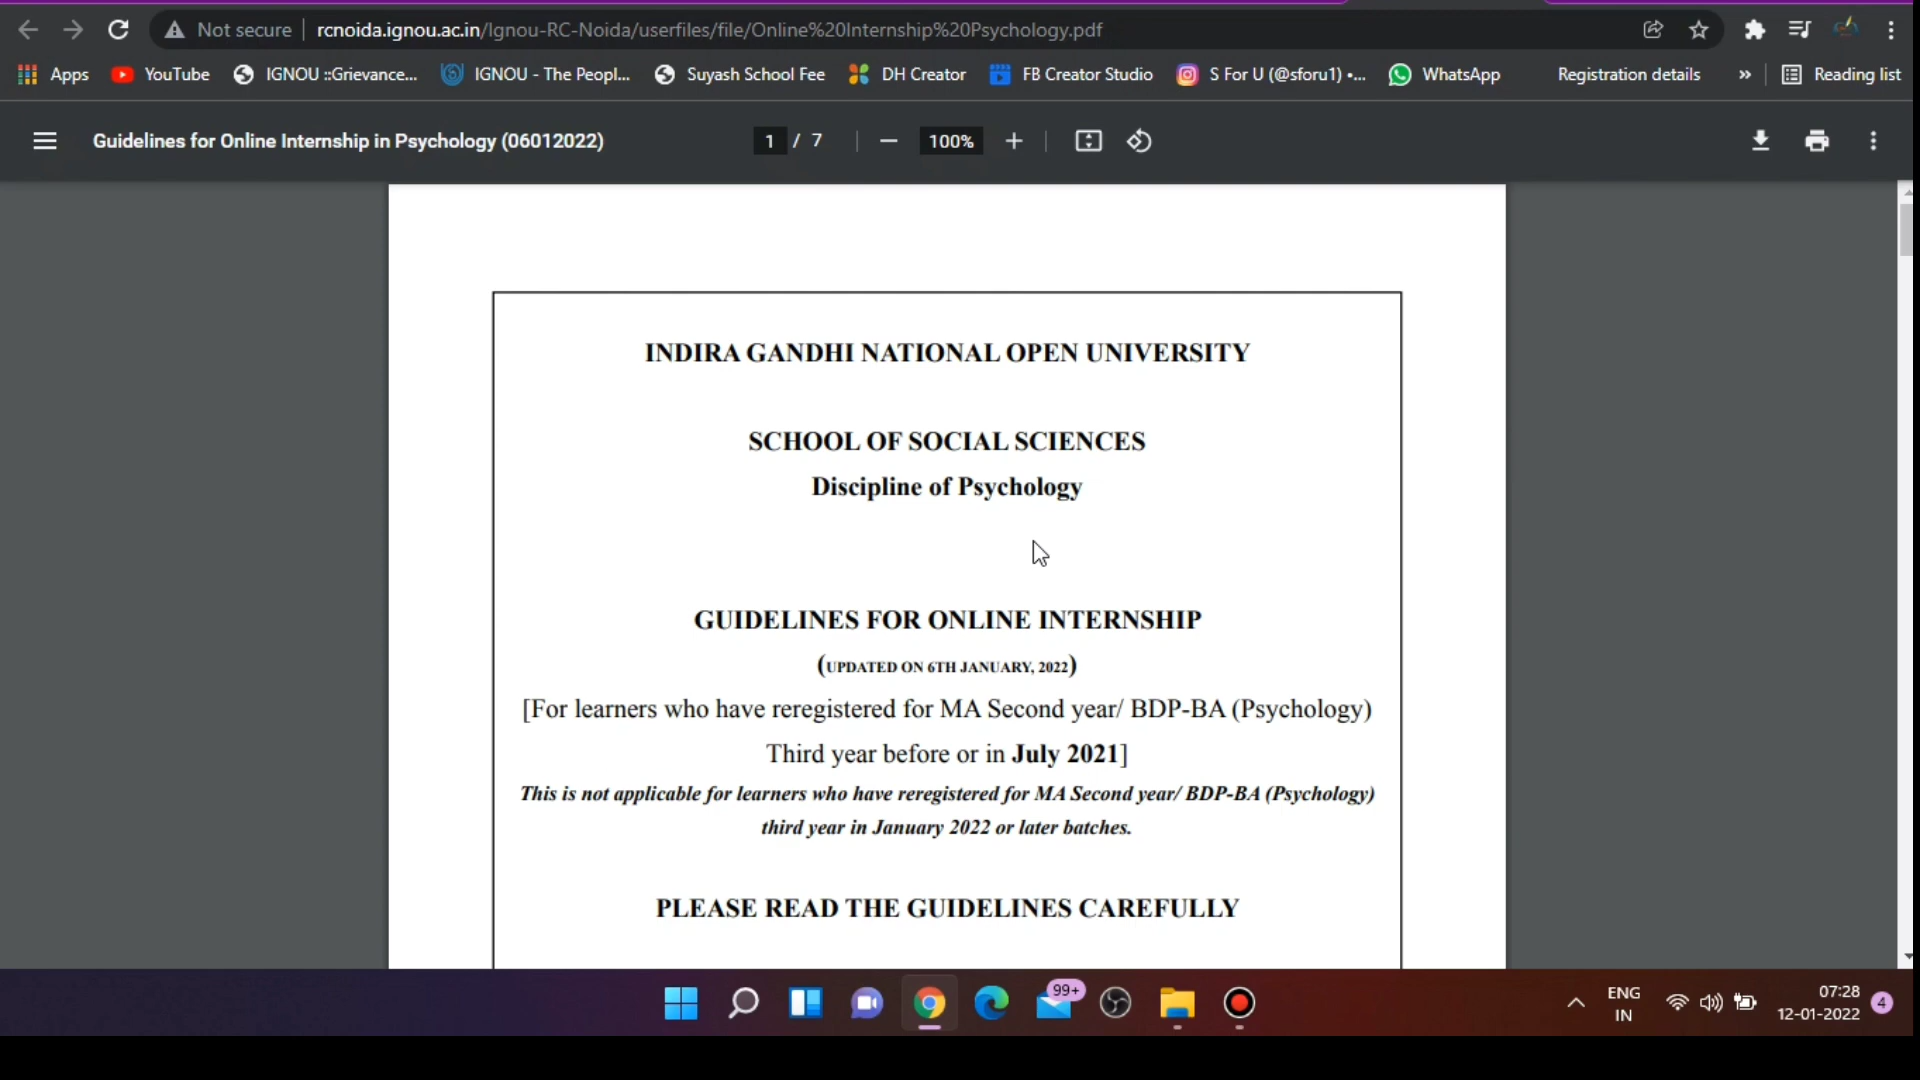 Not secure | rcnoida.ignou.ac.in/Ignou-RC-Noida/userfiles/file/Online%20Internship%20Psychology.pdf
Apps YouTube IGNOU ::Grievance... IGNOU - The Peopl... Suyash School Fee DH Creator FB Creator Studio S For U (@sforu1) •... WhatsApp Registration details » Reading list
Guidelines for Online Internship in Psychology (06012022) 1 / 7 — 100% +
INDIRA GANDHI NATIONAL OPEN UNIVERSITY
SCHOOL OF SOCIAL SCIENCES
Discipline of Psychology
GUIDELINES FOR ONLINE INTERNSHIP
(UPDATED ON 6TH JANUARY, 2022)
[For learners who have reregistered for MA Second year/ BDP-BA (Psychology)
Third year before or in July 2021]
This is not applicable for learners who have reregistered for MA Second year/ BDP-BA (Psychology)
third year in January 2022 or later batches.
PLEASE READ THE GUIDELINES CAREFULLY
99+
ENG 07:28
IN 12-01-2022 4